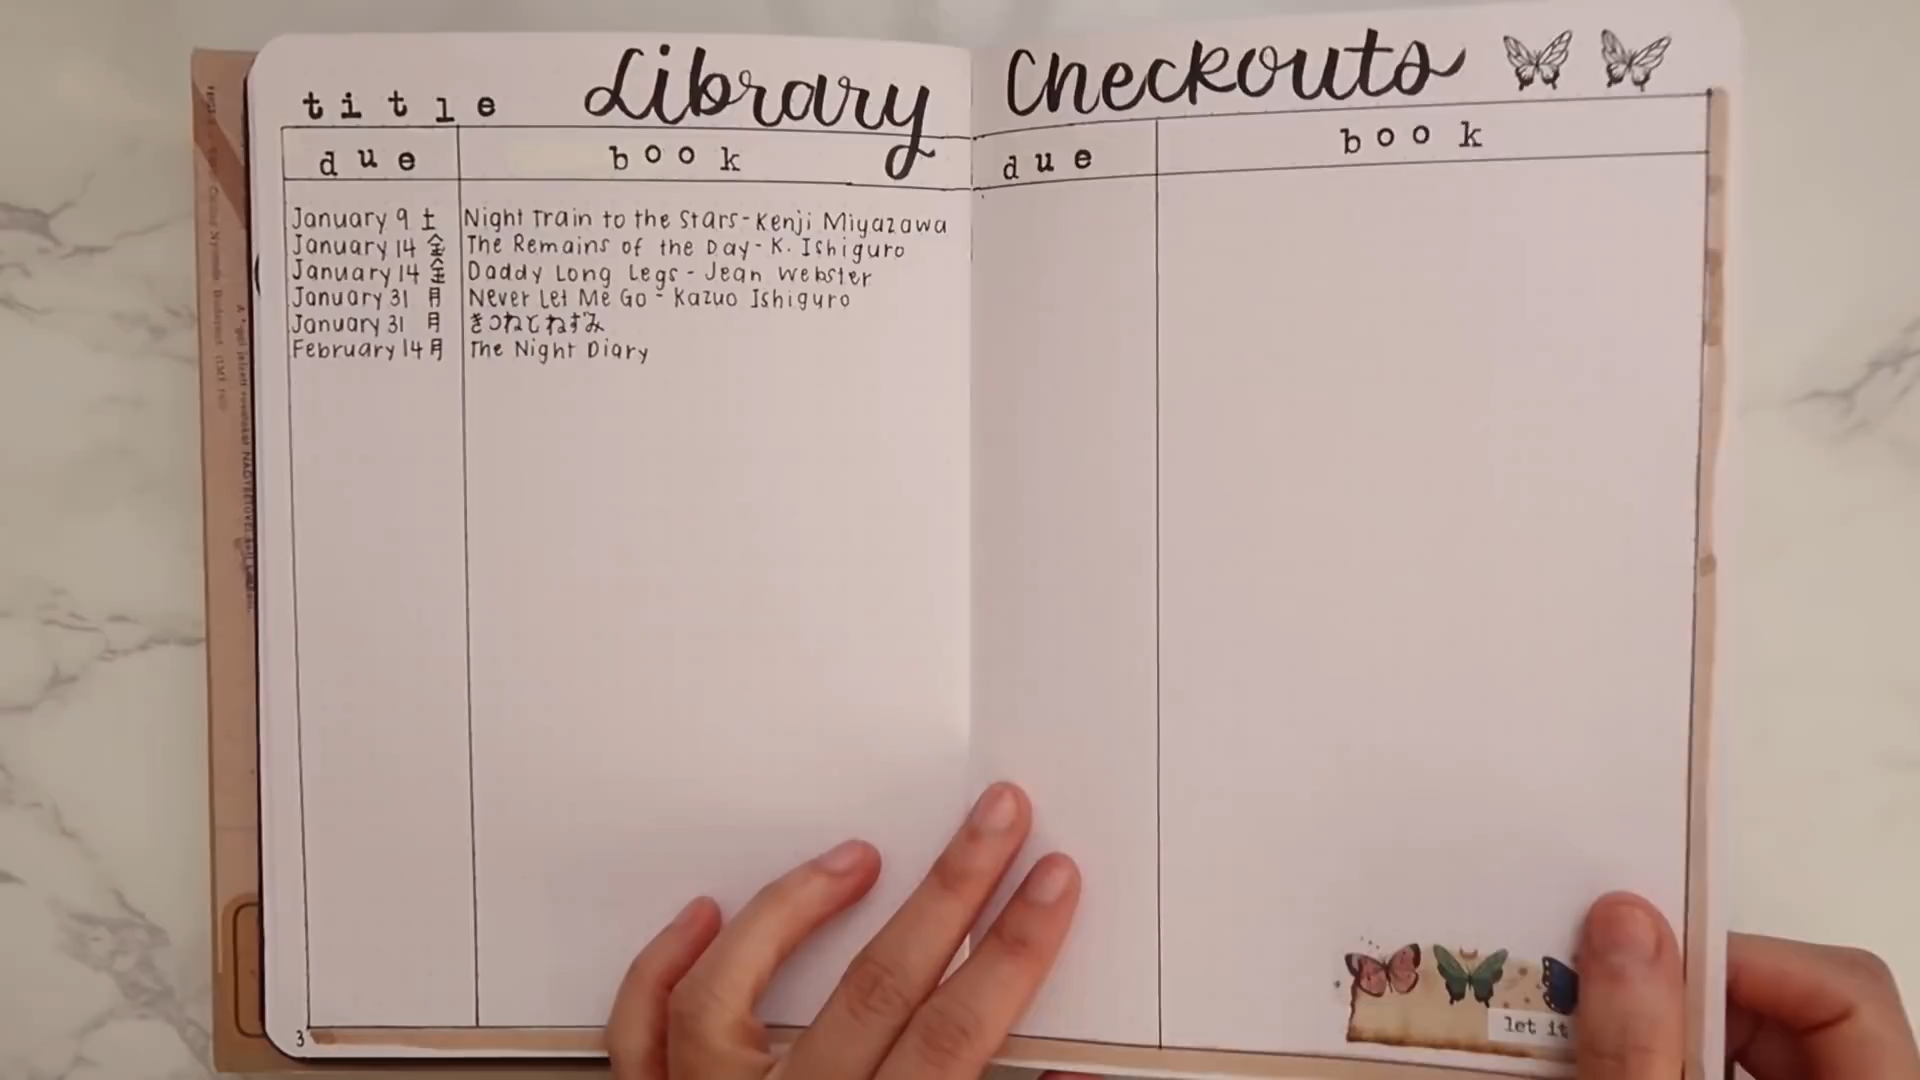 title Library Checkouts
due book
due book
January 9 土 Night Train to the Stars - Kenji Miyazawa
January 14 金 The Remains of the Day - K. Ishiguro
January 14 金 Daddy Long Legs - Jean Webster
January 31 月 Never Let Me Go - Kazuo Ishiguro
January 31 月 きつねとねずみ
February 14 月 The Night Diary
let it
3